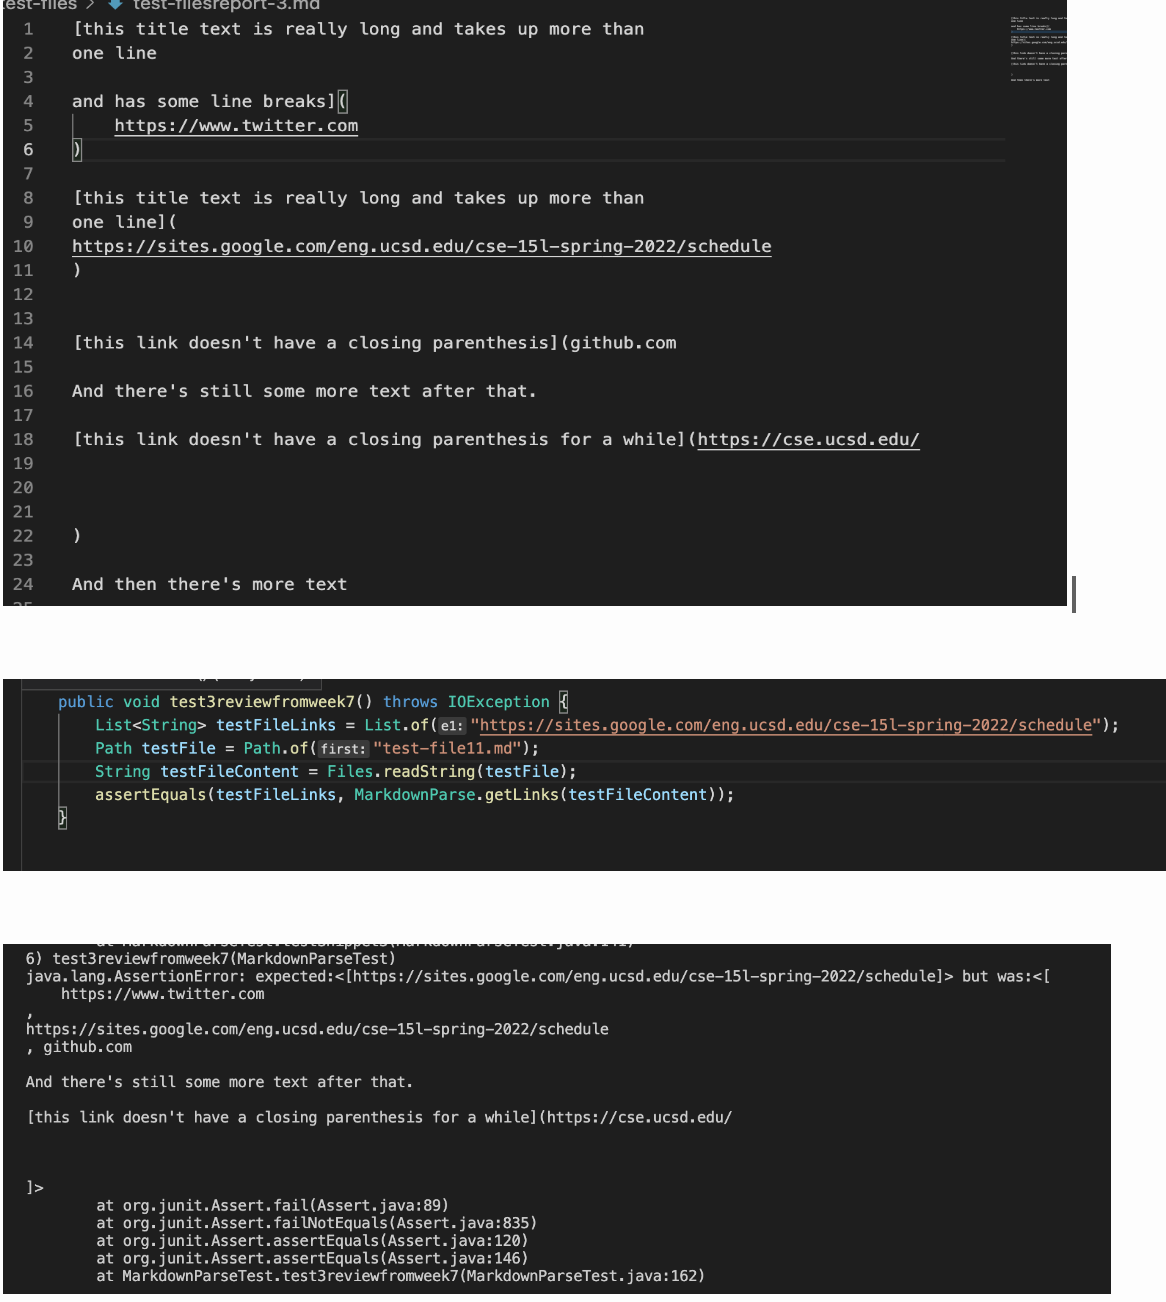 test-files > test-filesreport-3.md
1 [this title text is really long and takes up more than
2 one line
3
4 and has some line breaks](
5 https://www.twitter.com
6 )
7
8 [this title text is really long and takes up more than
9 one line](
10 https://sites.google.com/eng.ucsd.edu/cse-15l-spring-2022/schedule
11 )
12
13
14 [this link doesn't have a closing parenthesis](github.com
15
16 And there's still some more text after that.
17
18 [this link doesn't have a closing parenthesis for a while](https://cse.ucsd.edu/
19
20
21
22 )
23
24 And then there's more text
25
public void test3reviewfromweek7() throws IOException {
List<String> testFileLinks = List.of( e1: "https://sites.google.com/eng.ucsd.edu/cse-15l-spring-2022/schedule");
Path testFile = Path.of( first: "test-file11.md");
String testFileContent = Files.readString(testFile);
assertEquals(testFileLinks, MarkdownParse.getLinks(testFileContent));
}
6) test3reviewfromweek7(MarkdownParseTest)
java.lang.AssertionError: expected:<[https://sites.google.com/eng.ucsd.edu/cse-15l-spring-2022/schedule]> but was:<[
https://www.twitter.com
,
https://sites.google.com/eng.ucsd.edu/cse-15l-spring-2022/schedule
, github.com
And there's still some more text after that.
[this link doesn't have a closing parenthesis for a while](https://cse.ucsd.edu/
]>
at org.junit.Assert.fail(Assert.java:89)
at org.junit.Assert.failNotEquals(Assert.java:835)
at org.junit.Assert.assertEquals(Assert.java:120)
at org.junit.Assert.assertEquals(Assert.java:146)
at MarkdownParseTest.test3reviewfromweek7(MarkdownParseTest.java:162)